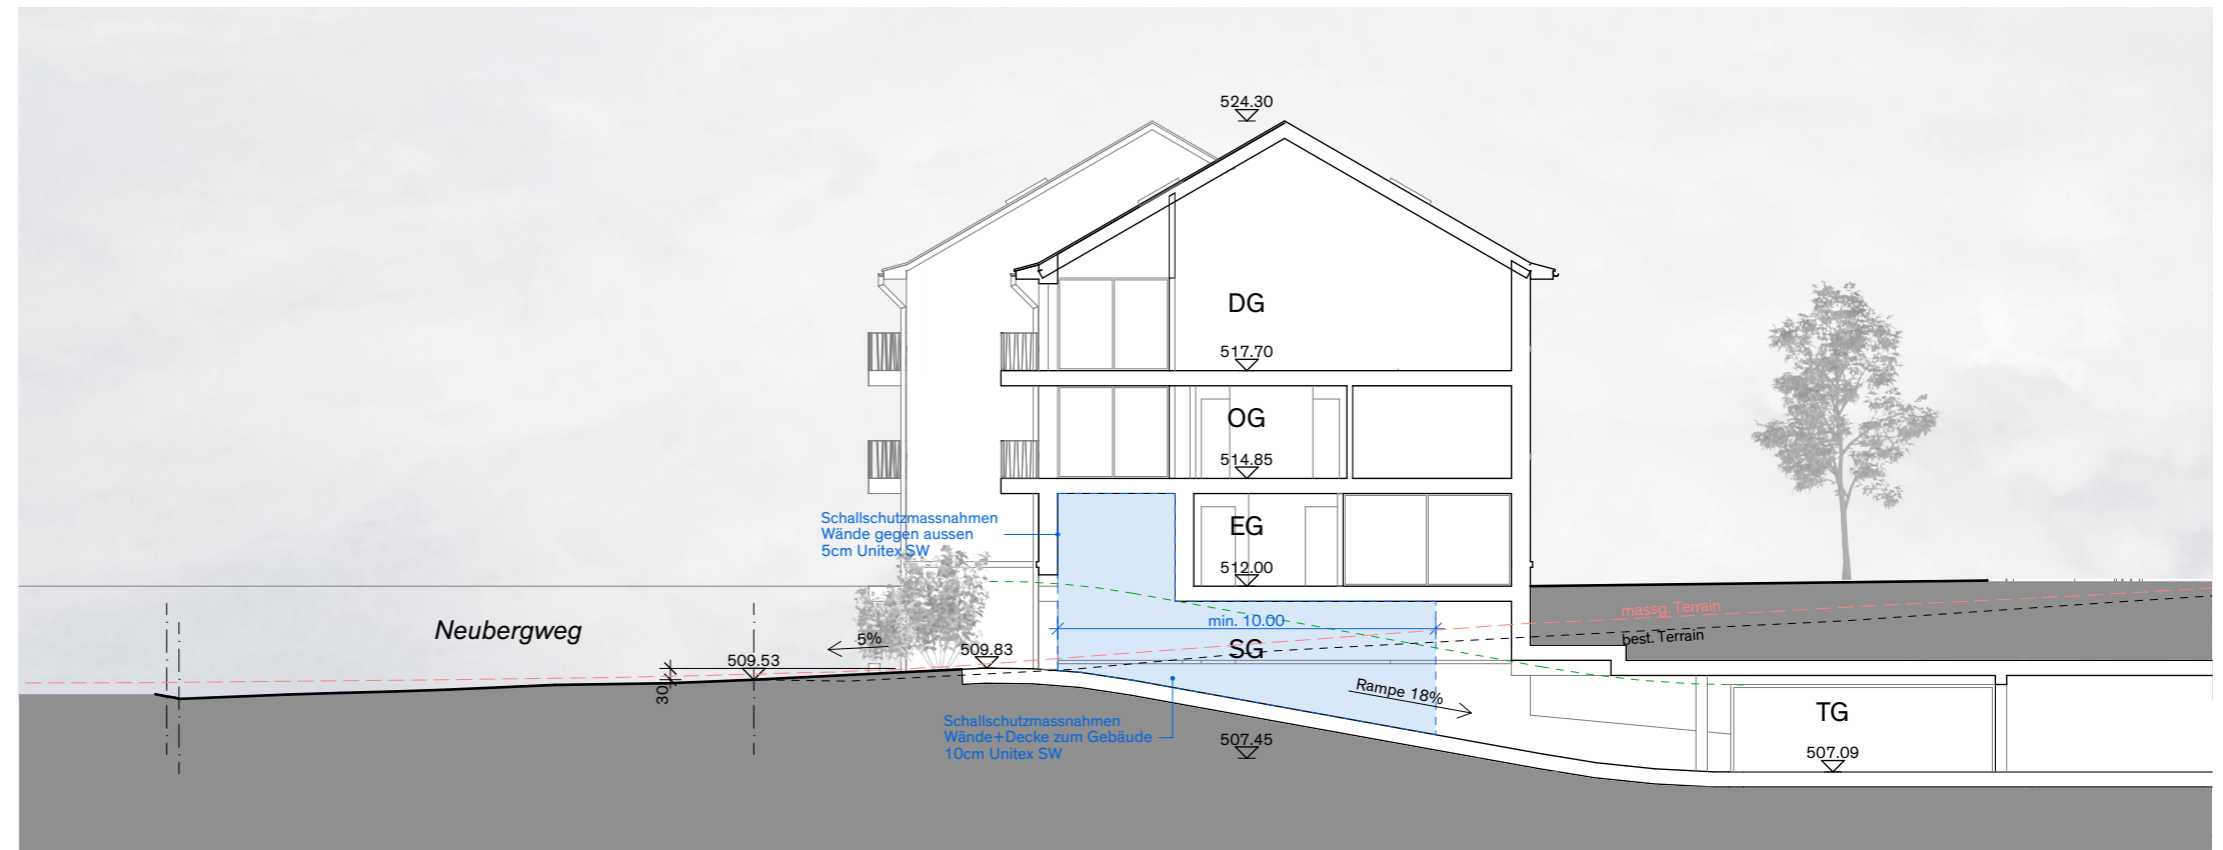 524.30
DG
517.70
OG
514.85
Schallschutzmassnahmen
Wände gegen aussen
5cm Unitex SW
EG
512.00
massg. Terrain
best. Terrain
min. 10.00
SG
Neubergweg
5%
509.83
509.53
30
Rampe 18%
Schallschutzmassnahmen
Wände+Decke zum Gebäude
10cm Unitex SW
507.45
TG
507.09